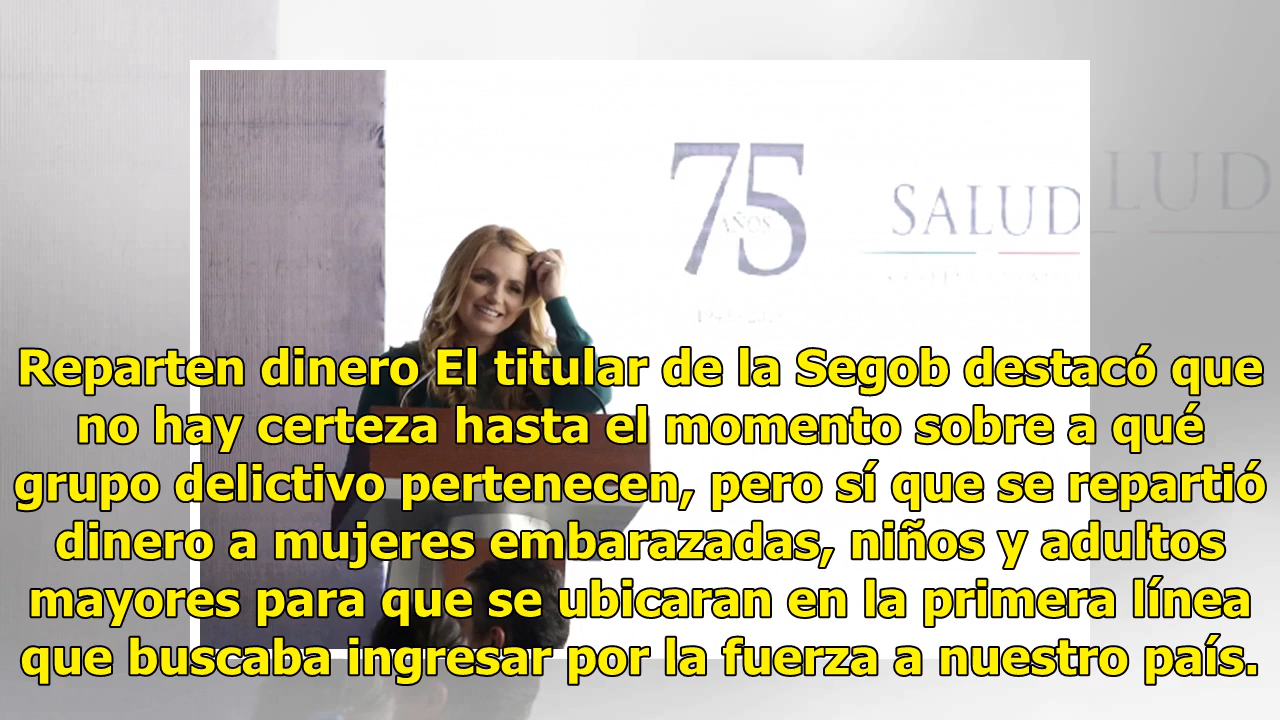 75
AÑOS
SALUD
LUD
Reparten dinero El titular de la Segob destacó que
no hay certeza hasta el momento sobre a qué
grupo delictivo pertenecen, pero sí que se repartió
dinero a mujeres embarazadas, niños y adultos
mayores para que se ubicaran en la primera línea
que buscaba ingresar por la fuerza a nuestro país.